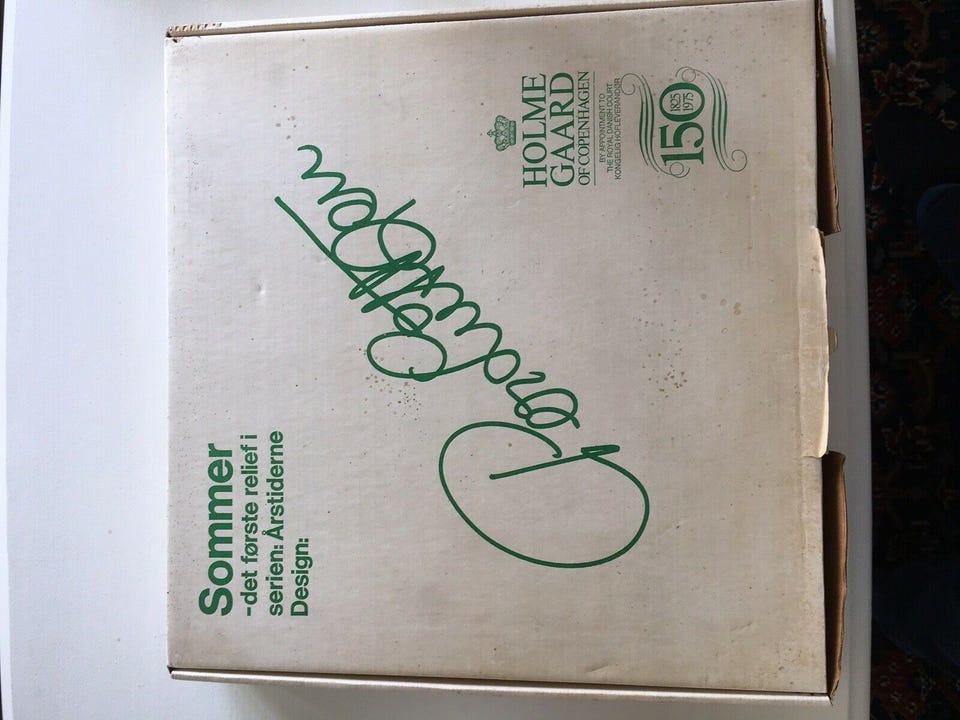 Sommer
-det første relief i
serien: Årstiderne
Design:
HOLME
GAARD
OF COPENHAGEN
BY APPOINTMENT TO
THE ROYAL DANISH COURT
KONGELIG HOFLEVERANDØR
1825
150
1975